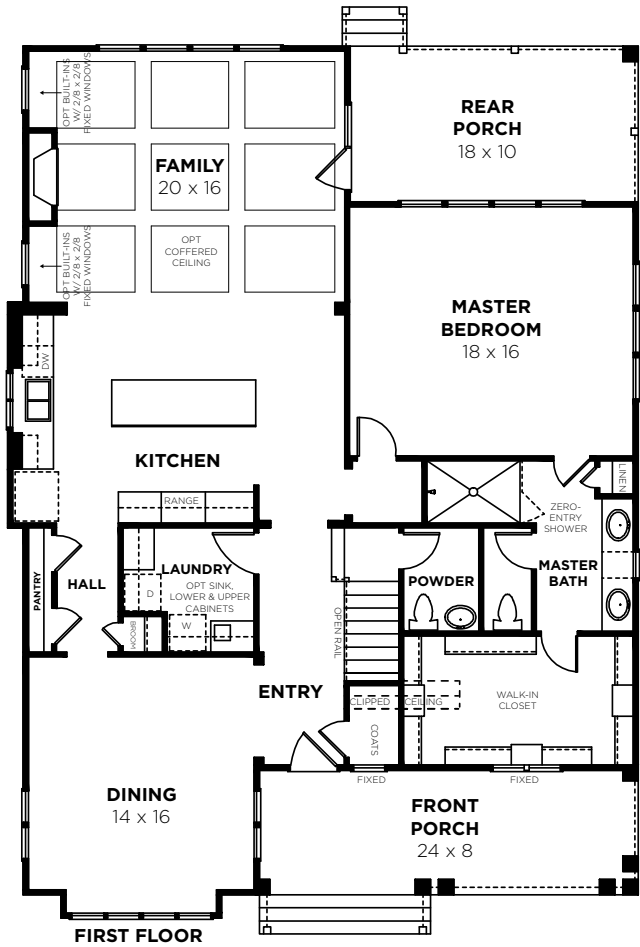 REAR
PORCH
18 x 10
OPT BUILT-INS
W/ 2/8 x 2/8
FIXED WINDOWS
FAMILY
20 x 16
OPT
COFFERED
CEILING
OPT BUILT-INS
W/ 2/8 x 2/8
FIXED WINDOWS
MASTER
BEDROOM
18 x 16
DW
KITCHEN
RANGE
LINEN
ZERO-
ENTRY
SHOWER
PANTRY
HALL
LAUNDRY
OPT SINK,
LOWER & UPPER
CABINETS
D
W
BROOM
OPEN RAIL
POWDER
MASTER
BATH
ENTRY
CLIPPED CEILING
WALK-IN
CLOSET
COATS
FIXED
FIXED
DINING
14 x 16
FRONT
PORCH
24 x 8
FIRST FLOOR